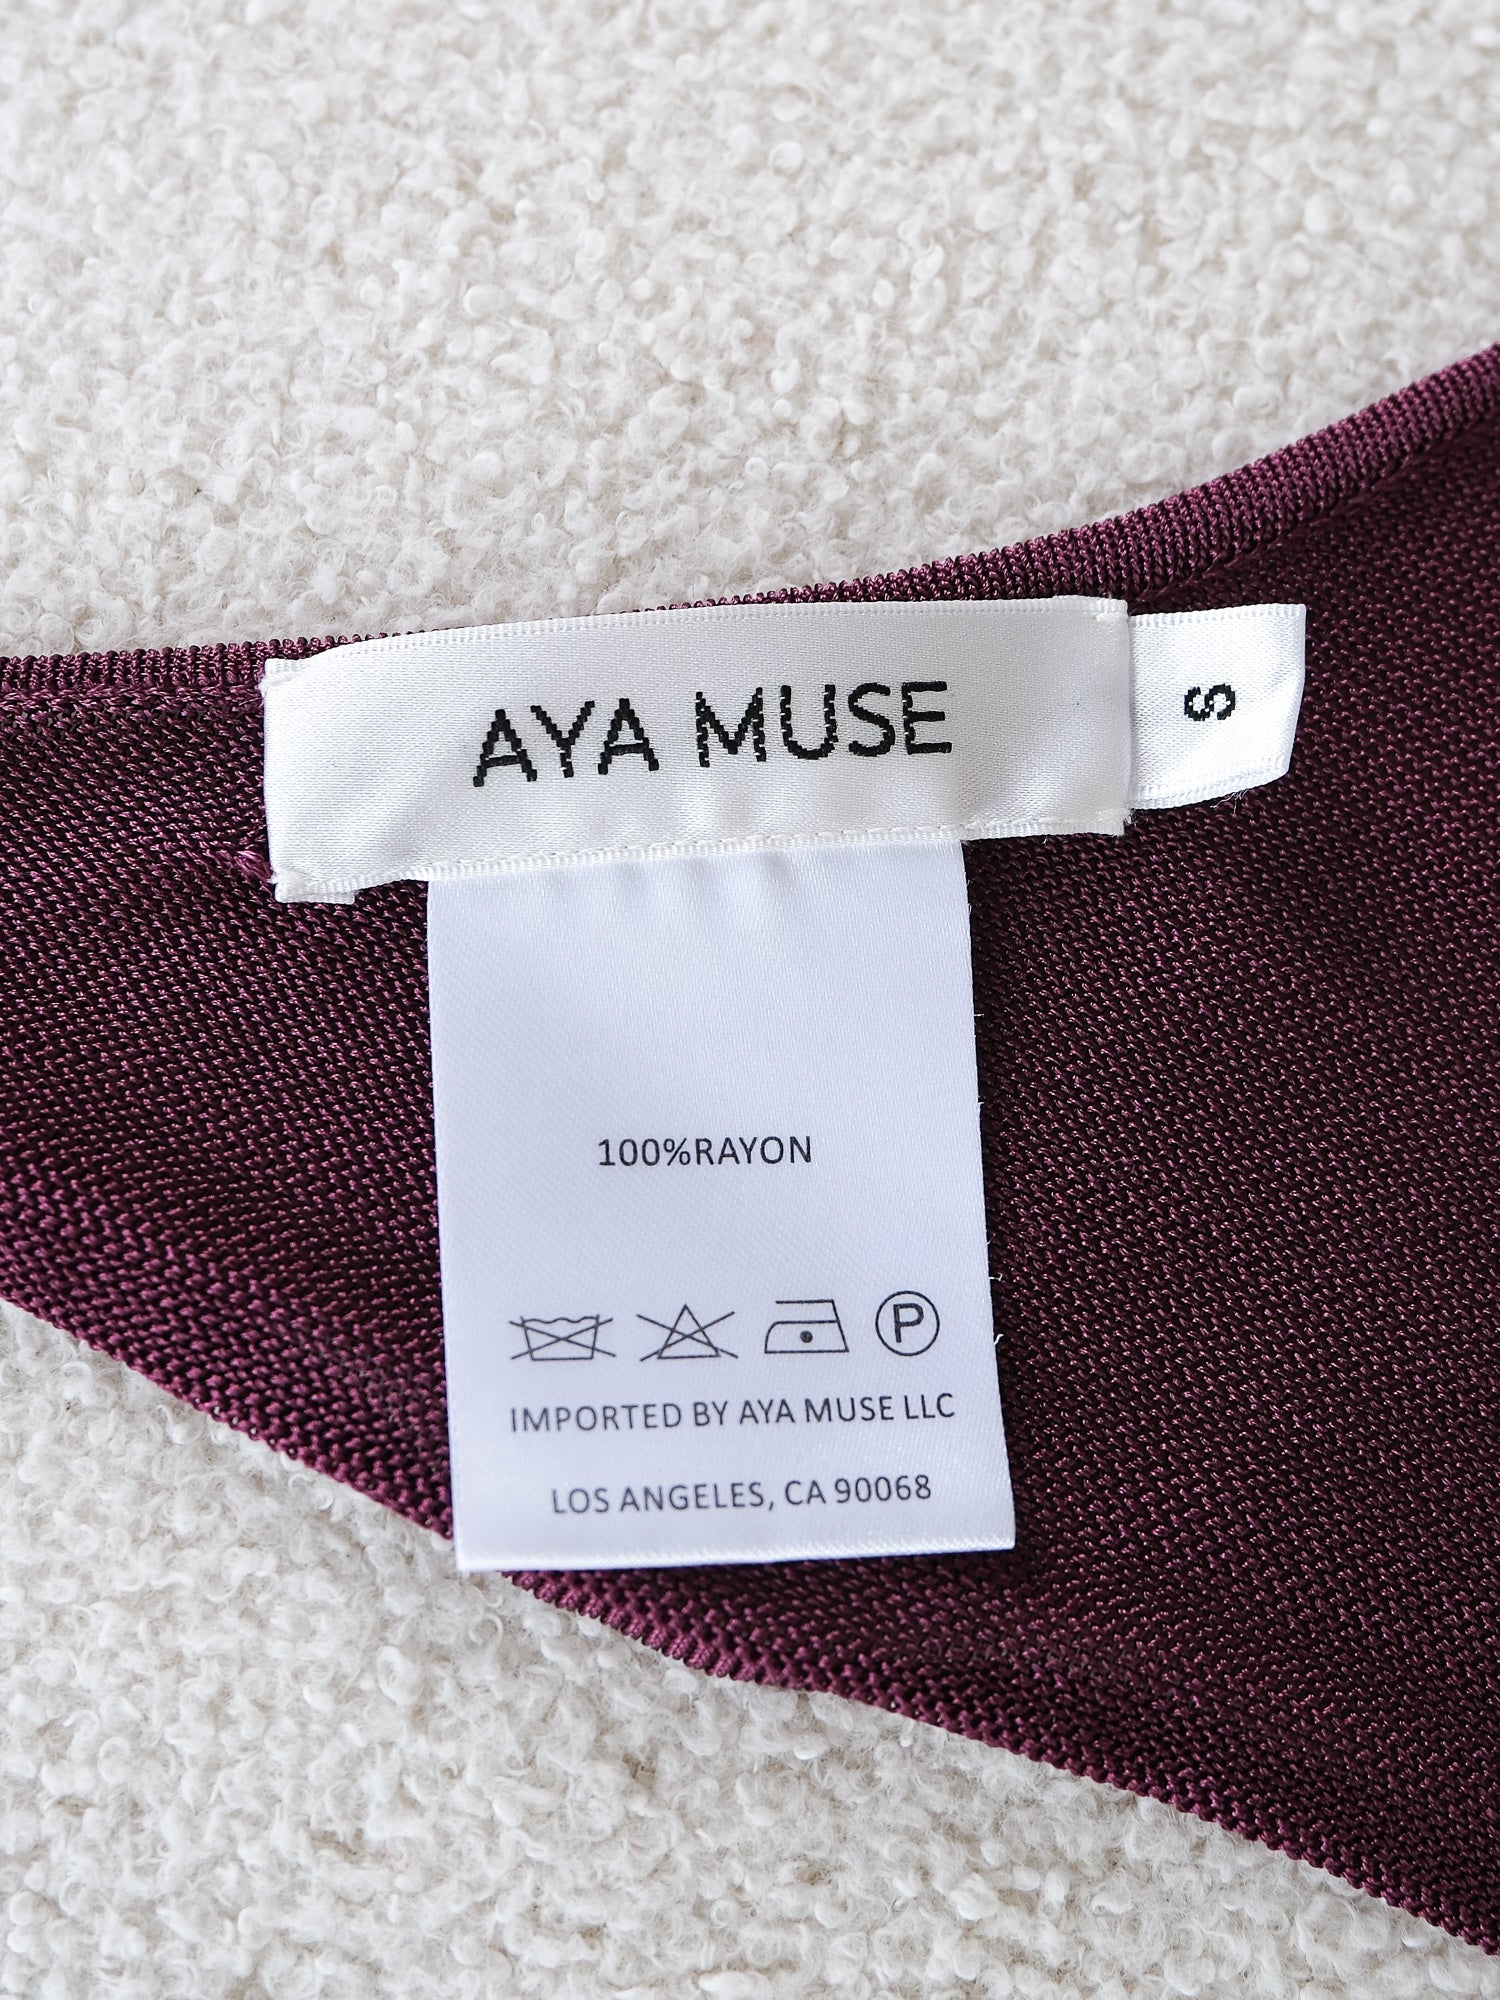 AYA MUSE
S
100%RAYON
P
IMPORTED BY AYA MUSE LLC
LOS ANGELES, CA 90068